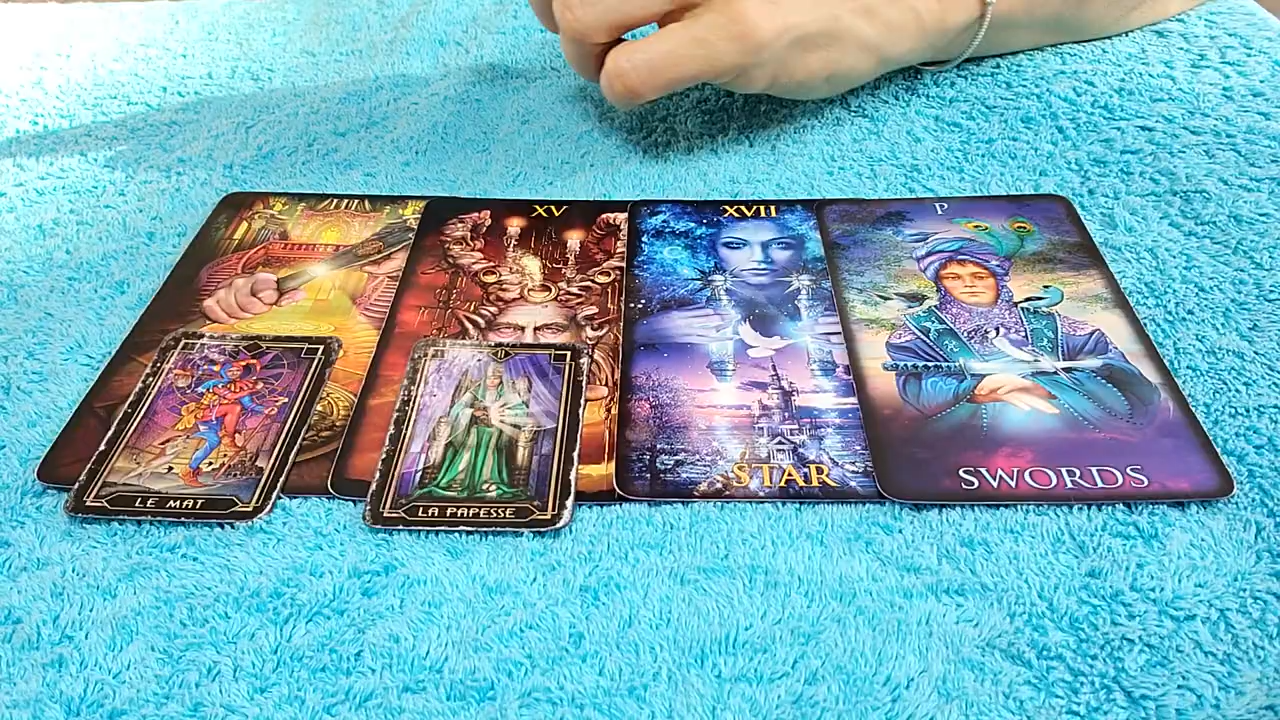 XV
XVII
P
II
STAR
SWORDS
LE MAT
LA PAPESSE